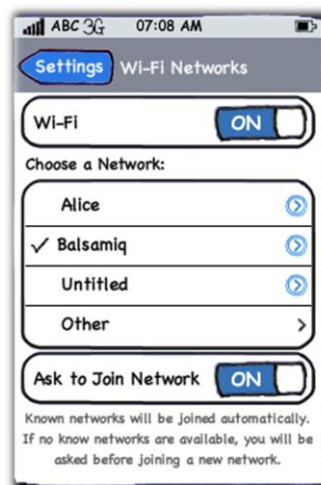 ABC 3G 07:08 AM
Settings Wi-Fi Networks
Wi-Fi ON
Choose a Network:
Alice
✓ Balsamiq
Untitled
Other
Ask to Join Network ON
Known networks will be joined automatically.
If no know networks are available, you will be
asked before joining a new network.